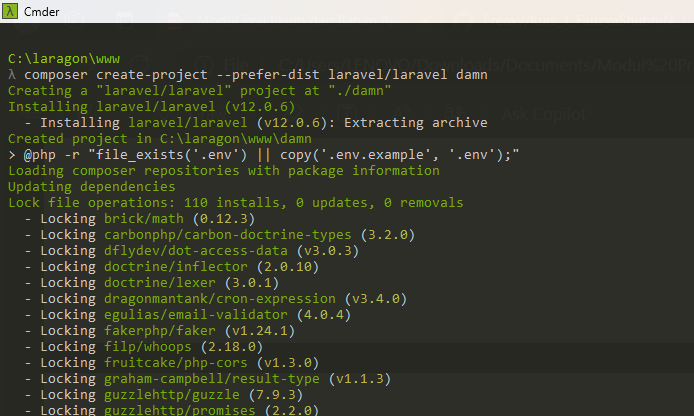 λ Cmder
C:\laragon\www
λ composer create-project --prefer-dist laravel/laravel damn
Creating a "laravel/laravel" project at "./damn"
Installing laravel/laravel (v12.0.6)
  - Installing laravel/laravel (v12.0.6): Extracting archive
Created project in C:\laragon\www\damn
> @php -r "file_exists('.env') || copy('.env.example', '.env');"
Loading composer repositories with package information
Updating dependencies
Lock file operations: 110 installs, 0 updates, 0 removals
  - Locking brick/math (0.12.3)
  - Locking carbonphp/carbon-doctrine-types (3.2.0)
  - Locking dflydev/dot-access-data (v3.0.3)
  - Locking doctrine/inflector (2.0.10)
  - Locking doctrine/lexer (3.0.1)
  - Locking dragonmantank/cron-expression (v3.4.0)
  - Locking egulias/email-validator (4.0.4)
  - Locking fakerphp/faker (v1.24.1)
  - Locking filp/whoops (2.18.0)
  - Locking fruitcake/php-cors (v1.3.0)
  - Locking graham-campbell/result-type (v1.1.3)
  - Locking guzzlehttp/guzzle (7.9.3)
  - Locking guzzlehttp/promises (2.2.0)